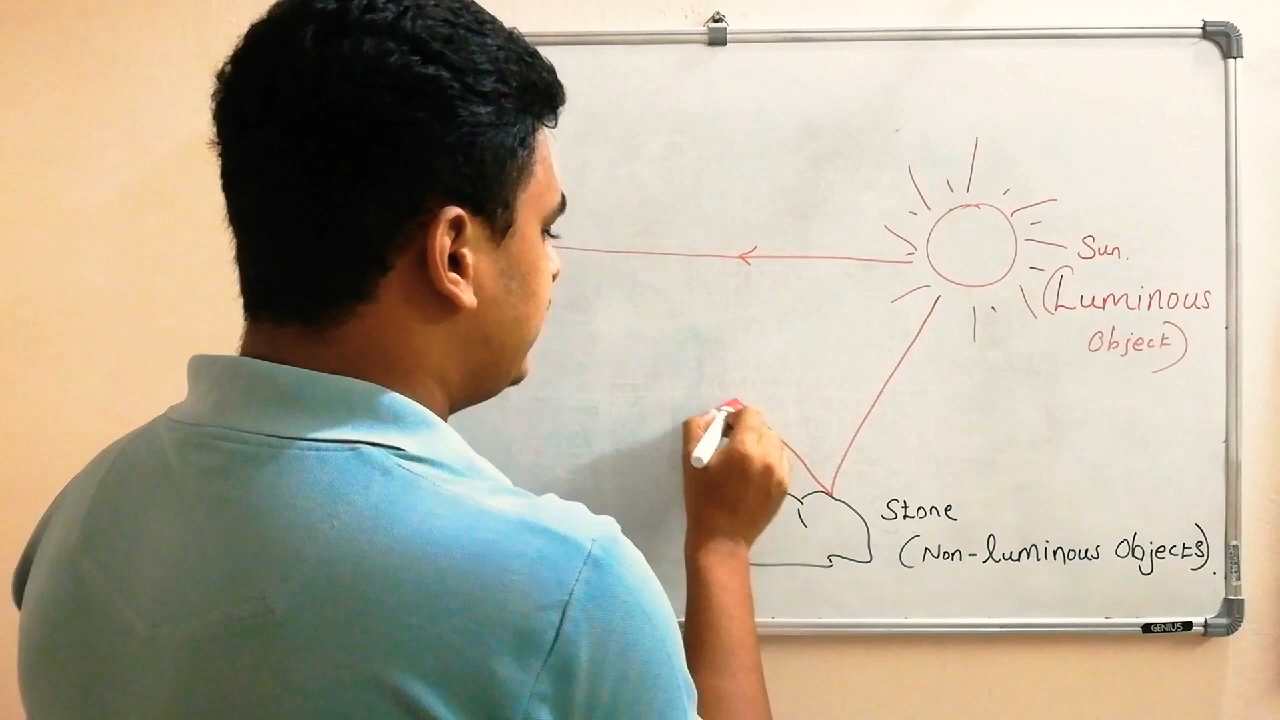 Sun.
(Luminous
Object)
Stone
(Non-luminous Objects).
GENIUS